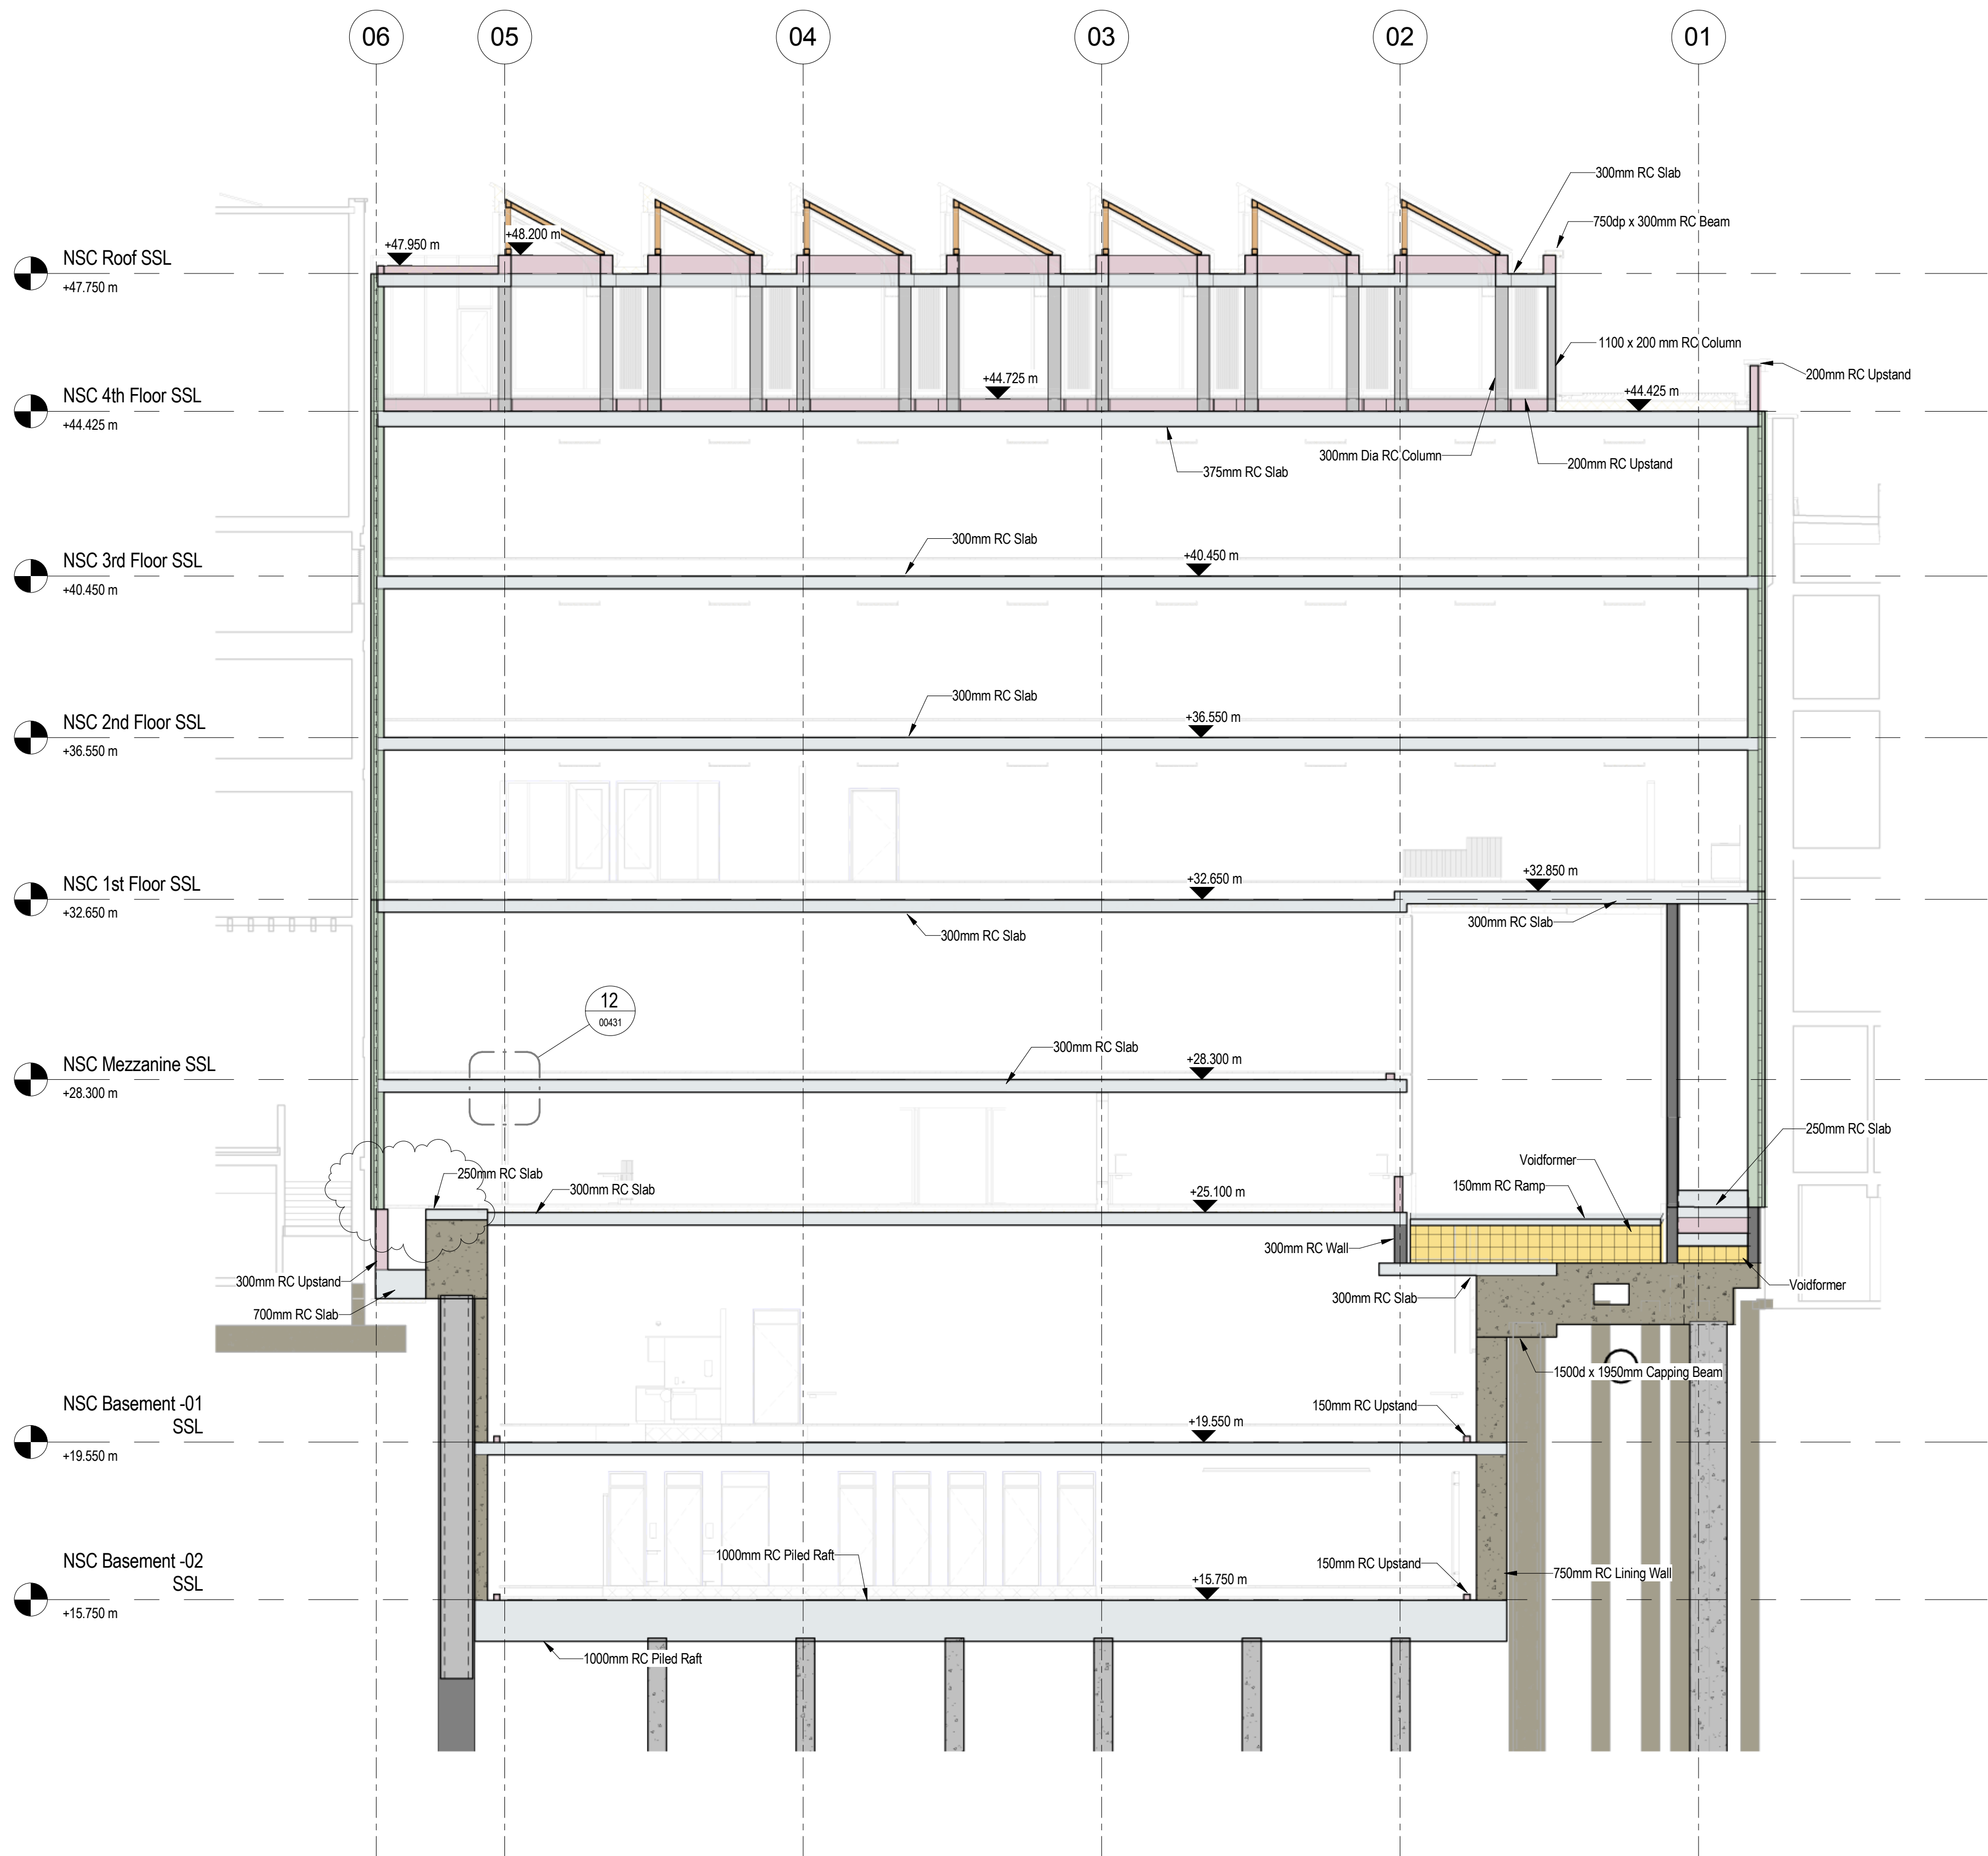 06
05
04
03
02
01
300mm RC Slab
750dp x 300mm RC Beam
+47.950 m
+48.200 m
NSC Roof SSL
+47.750 m
1100 x 200 mm RC Column
200mm RC Upstand
+44.725 m
+44.425 m
NSC 4th Floor SSL
+44.425 m
300mm Dia RC Column
200mm RC Upstand
375mm RC Slab
300mm RC Slab
+40.450 m
NSC 3rd Floor SSL
+40.450 m
300mm RC Slab
+36.550 m
NSC 2nd Floor SSL
+36.550 m
+32.650 m
+32.850 m
NSC 1st Floor SSL
+32.650 m
300mm RC Slab
300mm RC Slab
12
00431
300mm RC Slab
+28.300 m
NSC Mezzanine SSL
+28.300 m
250mm RC Slab
Voidformer
250mm RC Slab
300mm RC Slab
150mm RC Ramp
+25.100 m
300mm RC Wall
300mm RC Upstand
Voidformer
300mm RC Slab
700mm RC Slab
1500d x 1950mm Capping Beam
NSC Basement -01
SSL
+19.550 m
150mm RC Upstand
+19.550 m
1000mm RC Piled Raft
150mm RC Upstand
750mm RC Lining Wall
NSC Basement -02
SSL
+15.750 m
+15.750 m
1000mm RC Piled Raft